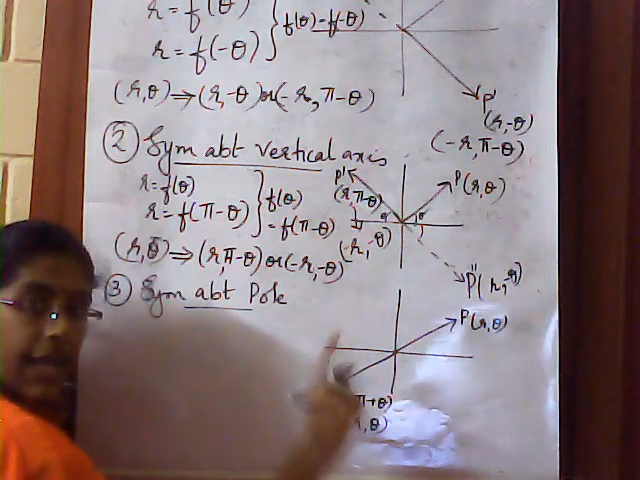 r = f(θ)
r = f(-θ)
f(θ) = f(-θ)
(r,θ) ⇒ (r,-θ) or (-r, π-θ)
P'
(r,-θ)
(-r, π-θ)
② Sym abt vertical axis
r = f(θ)
r = f(π-θ)
f(θ)
= f(π-θ)
(r,θ) ⇒ (r,π-θ) or (-r,-θ)
P'
(r, π-θ)
P(r,θ)
θ
θ
(-r,-θ)
P"(r,-θ)
③ Sym abt Pole
P(r,θ)
π+θ)
,θ)